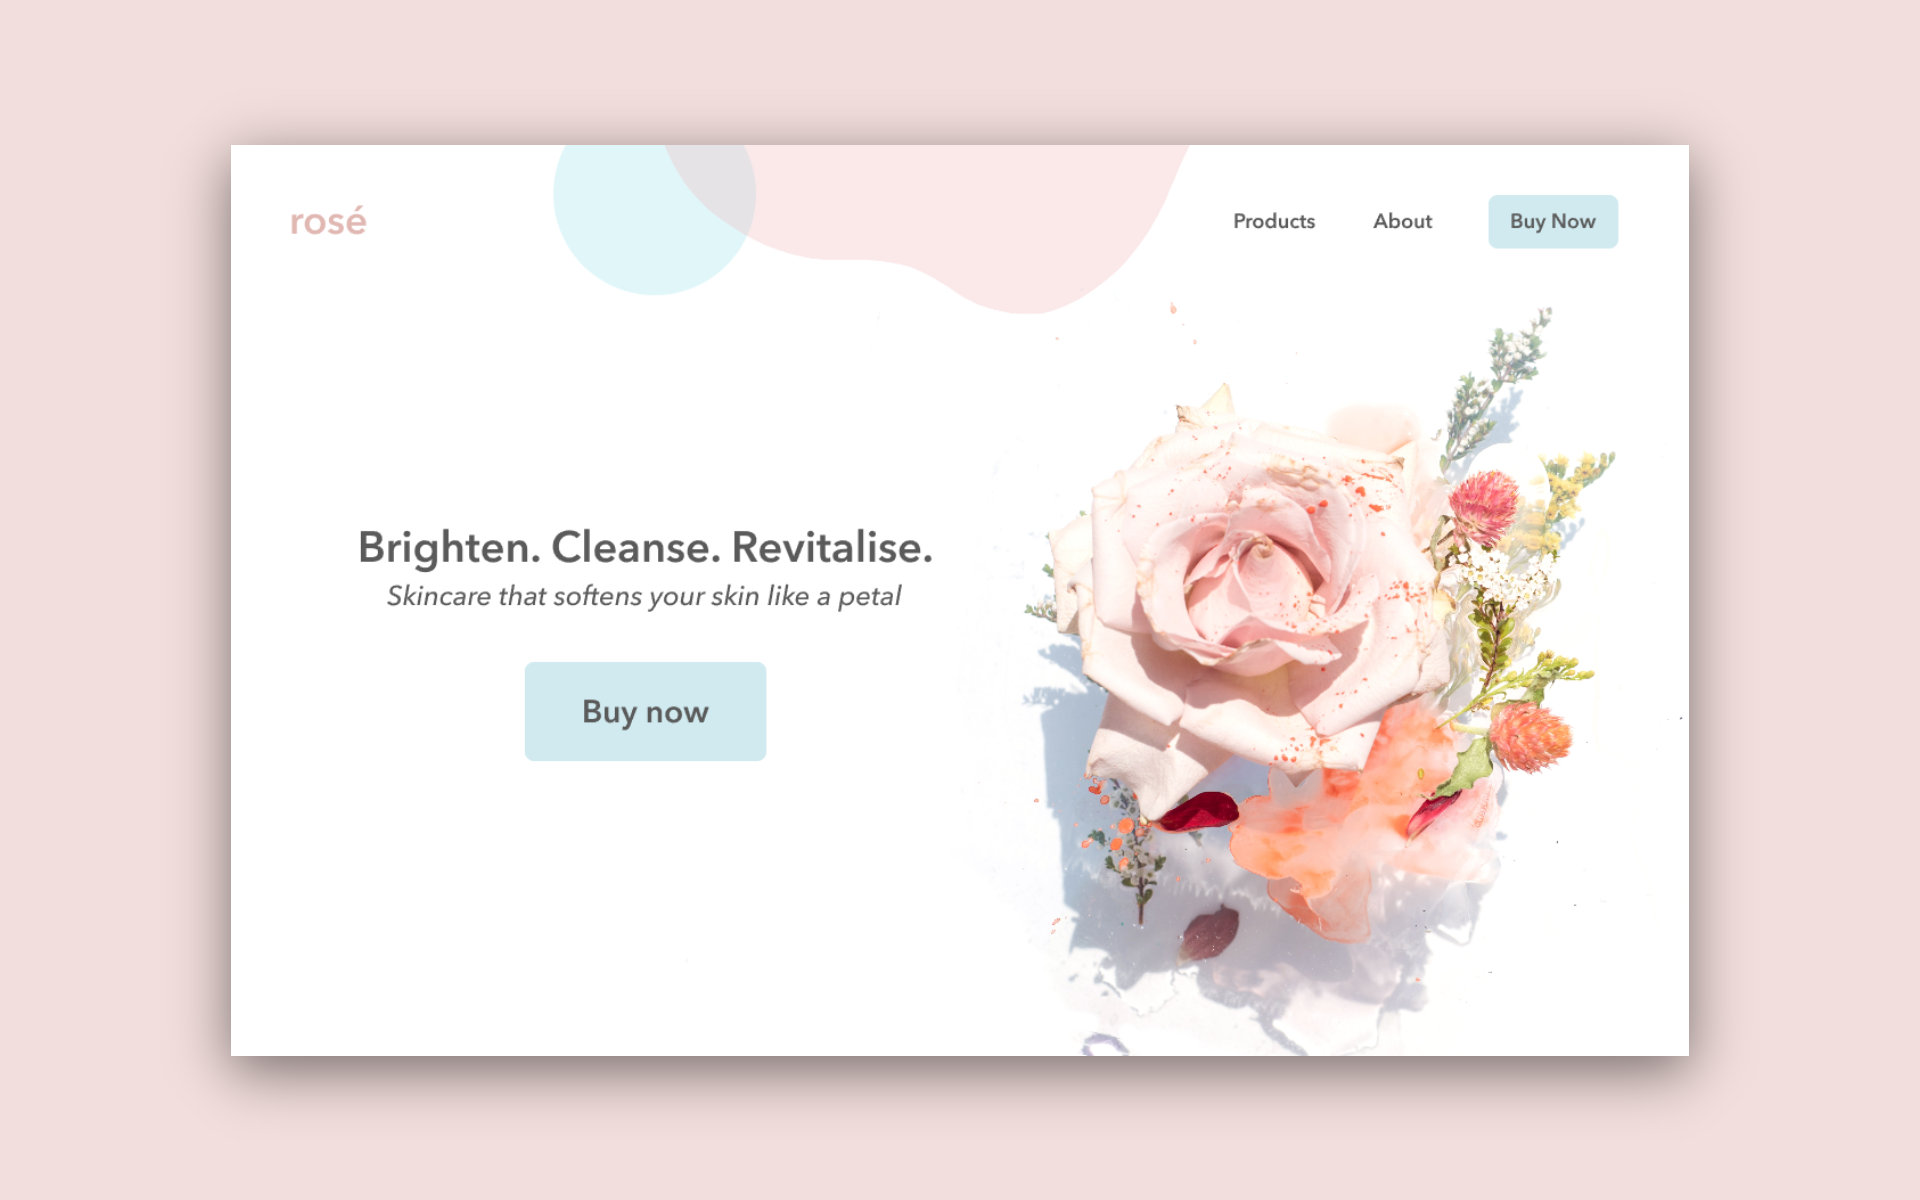 rosé
Products
About
Buy Now
Brighten. Cleanse. Revitalise.
Skincare that softens your skin like a petal
Buy now